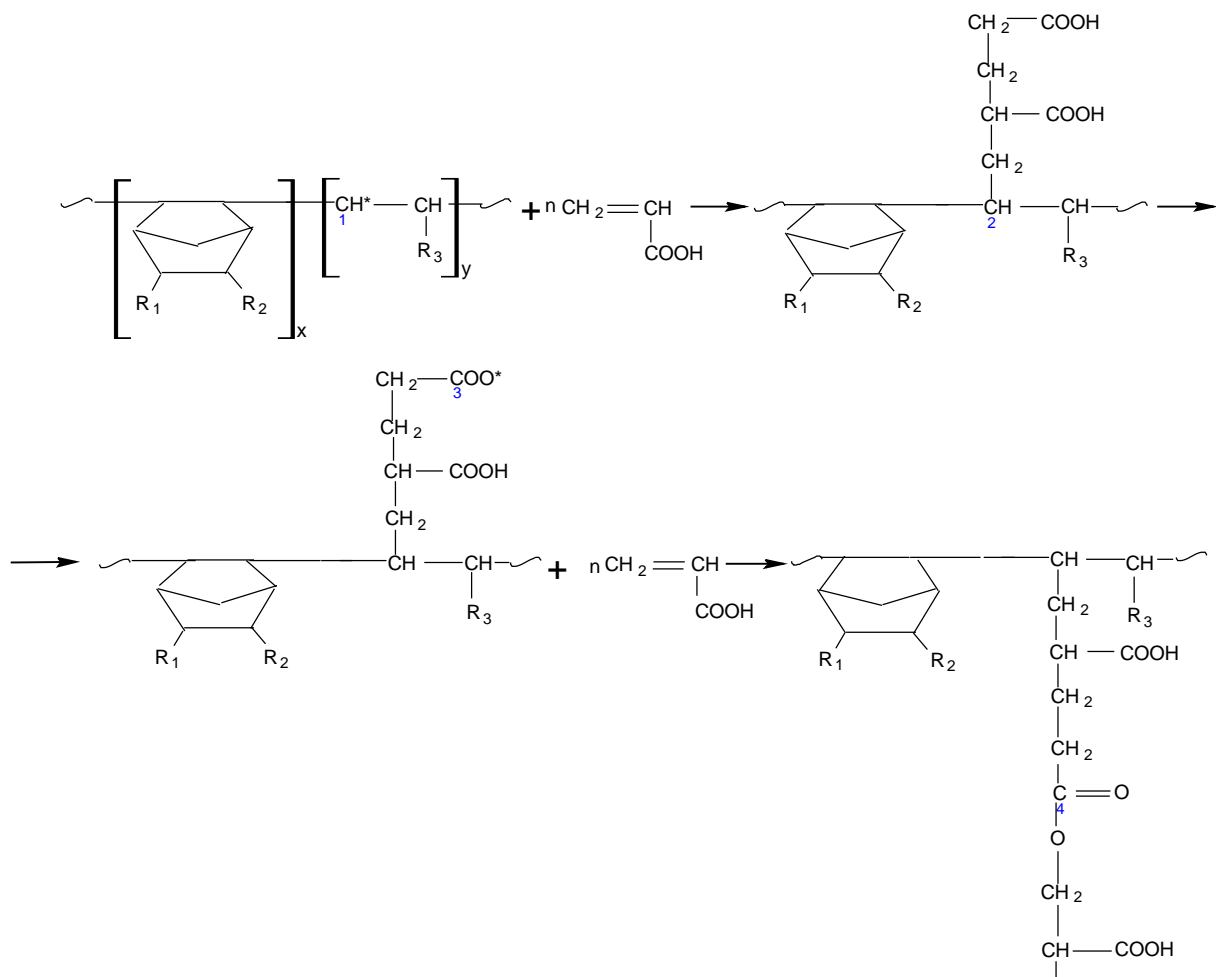 CH₂ COOH
CH₂
CH COOH
CH₂
CH* CH + n CH₂ CH CH CH
1 2
R₃ COOH R₃
R₁ R₂ y R₁ R₂
x
CH₂ COO*
3
CH₂
CH COOH
CH₂
CH CH + n CH₂ CH CH CH
R₃ COOH CH₂ R₃
R₁ R₂ R₁ R₂ CH COOH
CH₂
CH₂
C O
4
O
CH₂
CH COOH